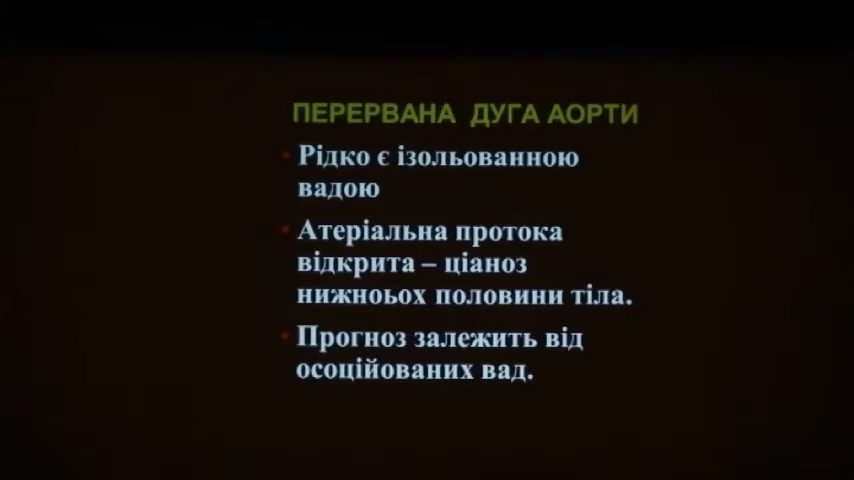 ПЕРЕРВАНА ДУГА АОРТИ
• Рідко є ізольованною
вадою
• Атеріальна протока
відкрита – ціаноз
нижноьох половини тіла.
• Прогноз залежить від
осоційованих вад.